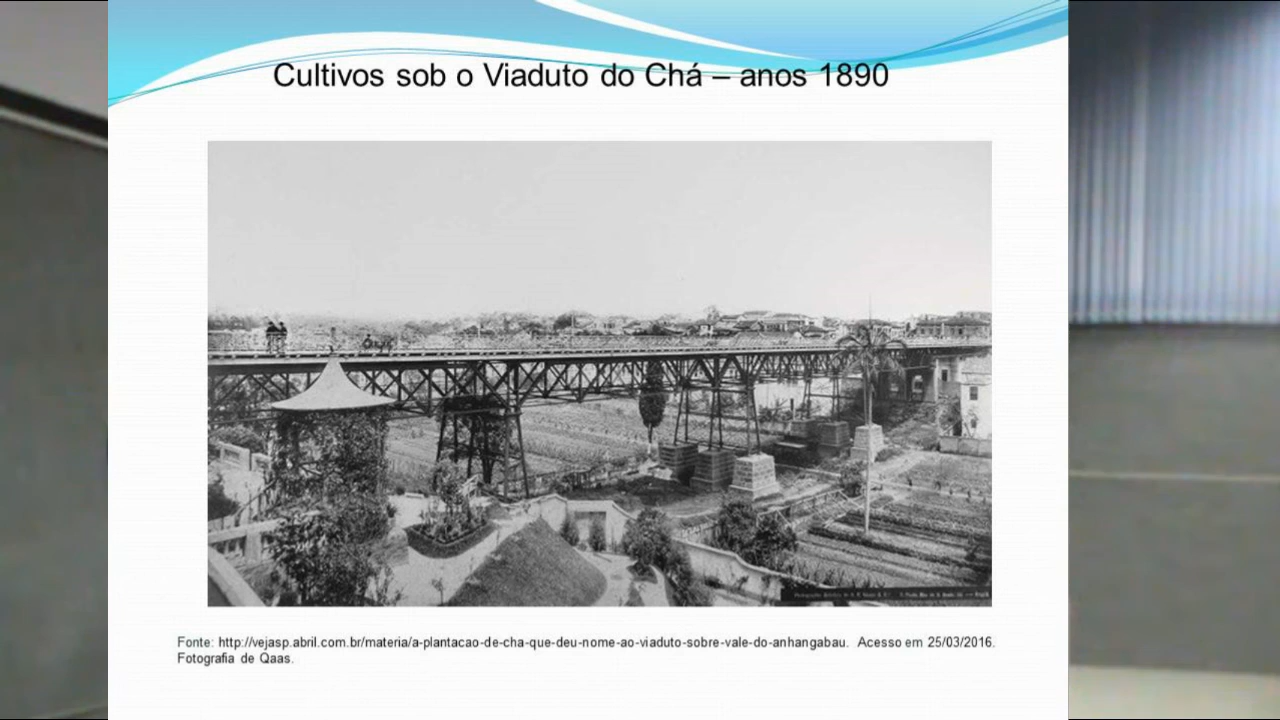 Cultivos sob o Viaduto do Chá – anos 1890
Fonte: http://vejasp.abril.com.br/materia/a-plantacao-de-cha-que-deu-nome-ao-viaduto-sobre-vale-do-anhangabau. Acesso em 25/03/2016.
Fotografia de Qaas.